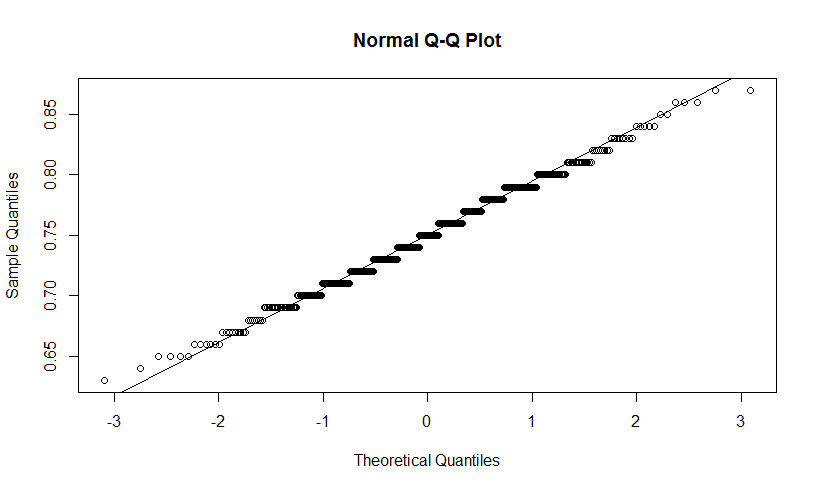 Normal Q-Q Plot
Sample Quantiles
0.85
0.80
0.75
0.70
0.65
-3 -2 -1 0 1 2 3
Theoretical Quantiles